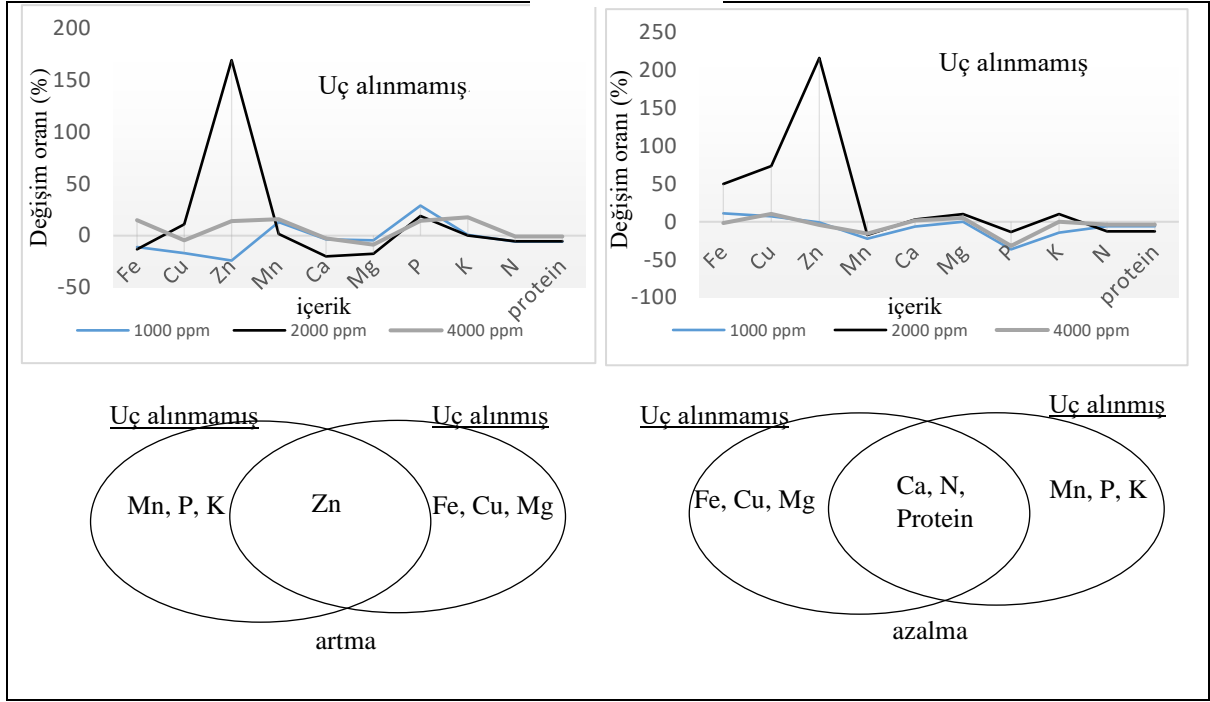 Uç alınmamış
Değişim oranı (%)
200
150
100
50
0
-50
Fe
Cu
Zn
Mn
Ca
Mg
P
K
N
protein
içerik
1000 ppm
2000 ppm
4000 ppm
Uç alınmamış
Değişim oranı (%)
250
200
150
100
50
0
-50
-100
Fe
Cu
Zn
Mn
Ca
Mg
P
K
N
protein
içerik
1000 ppm
2000 ppm
4000 ppm
Uç alınmamış
Uç alınmış
Mn, P, K
Zn
Fe, Cu, Mg
artma
Uç alınmamış
Uç alınmış
Fe, Cu, Mg
Ca, N,
Protein
Mn, P, K
azalma